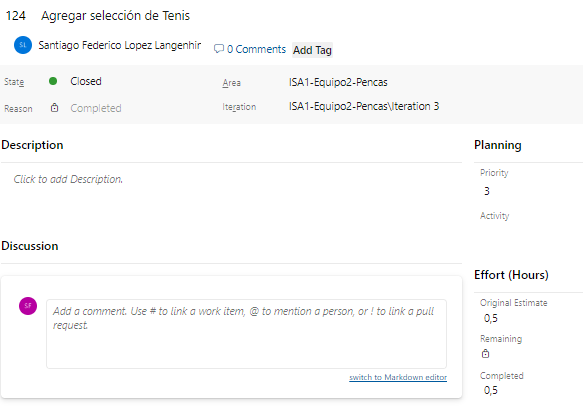 124 Agregar selección de Tenis
SL Santiago Federico Lopez Langenhir 0 Comments Add Tag
State Closed Area ISA1-Equipo2-Pencas
Reason Completed Iteration ISA1-Equipo2-Pencas\Iteration 3
Description
Click to add Description.
Planning
Priority
3
Activity
Discussion
SF
Add a comment. Use # to link a work item, @ to mention a person, or ! to link a pull
request.
switch to Markdown editor
Effort (Hours)
Original Estimate
0,5
Remaining
Completed
0,5